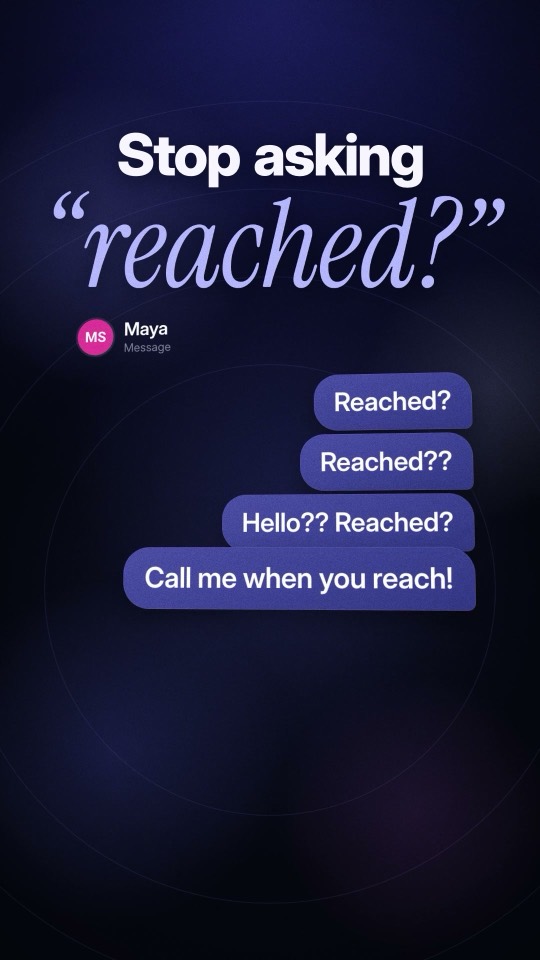 Stop asking
“reached?”
MS
Maya
Message
Reached?
Reached??
Hello?? Reached?
Call me when you reach!